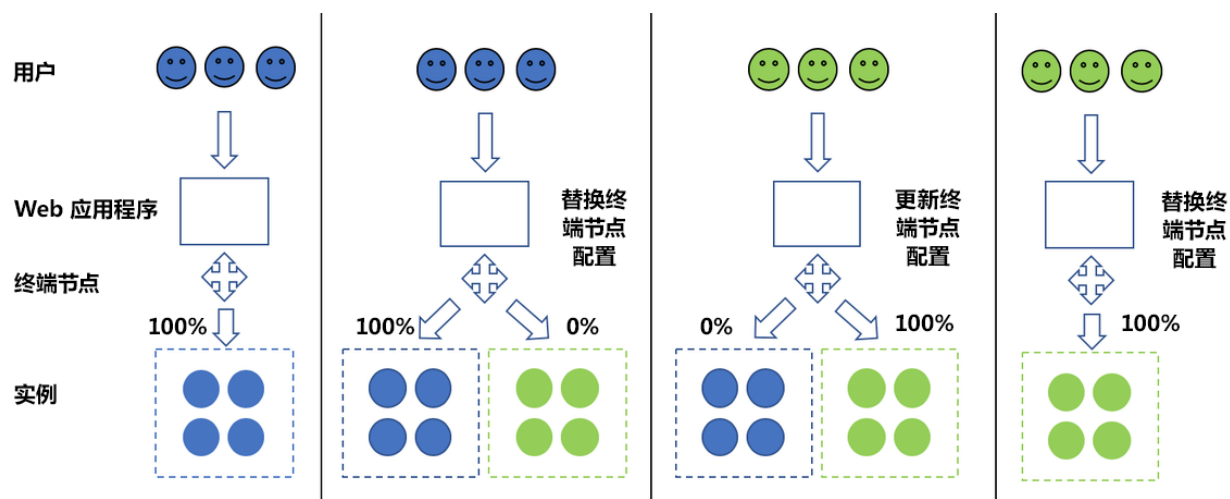 用户
Web 应用程序
替换终
端节点
配置
更新终
端节点
配置
替换终
端节点
配置
终端节点
100%
100%
0%
0%
100%
100%
实例